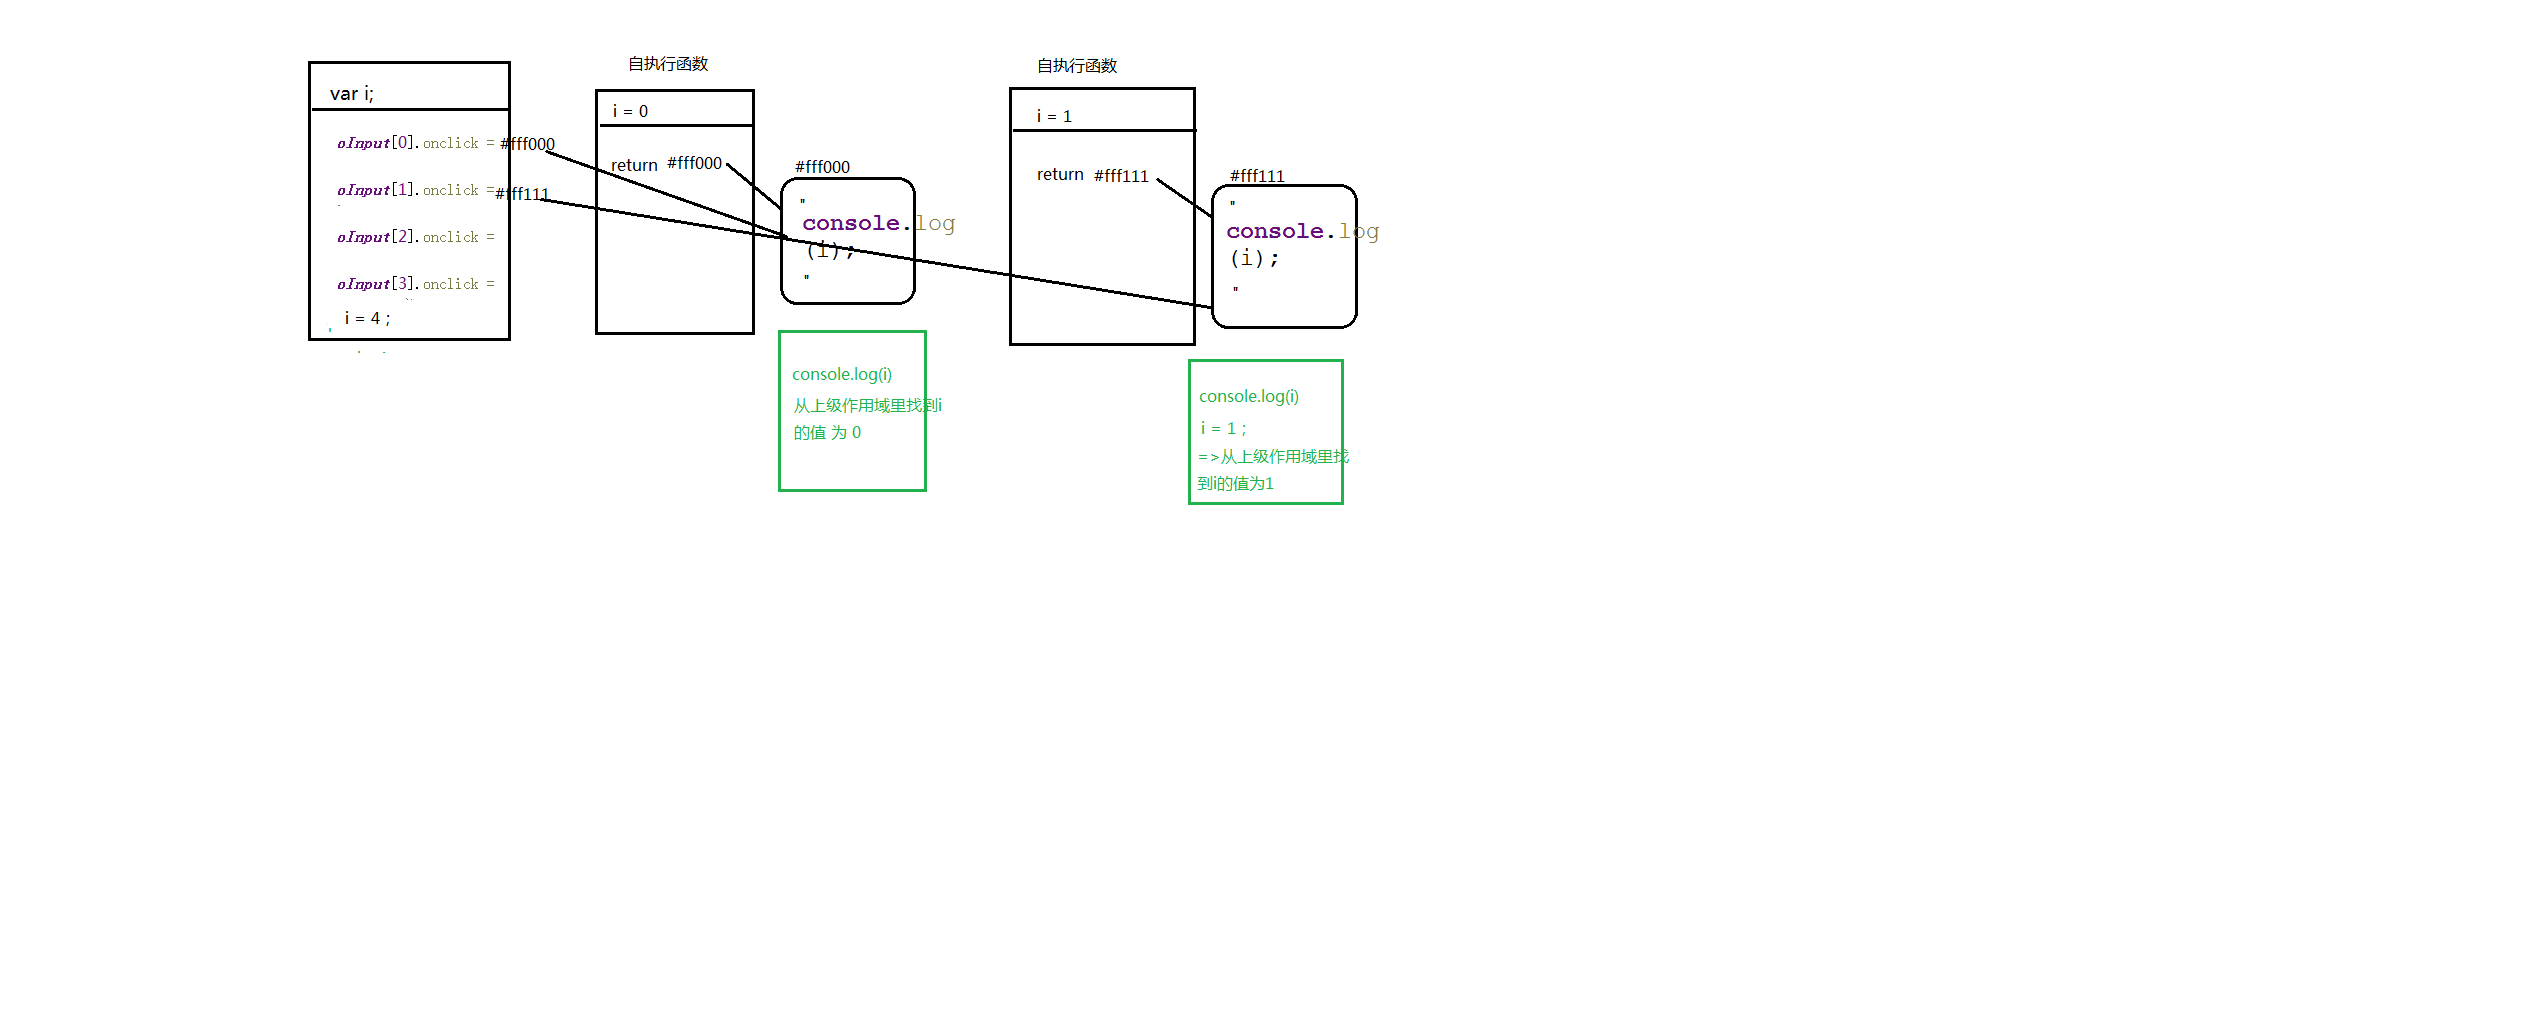 var i;
oInput[0].onclick = #fff000
oInput[1].onclick = #fff111
oInput[2].onclick =
oInput[3].onclick =
i = 4 ;
自执行函数
i = 0
return #fff000
#fff000
"
console.log
(i);
"
console.log(i)
从上级作用域里找到i
的值 为 0
自执行函数
i = 1
return #fff111
#fff111
"
console.log
(i);
"
console.log(i)
i = 1 ;
=>从上级作用域里找
到i的值为1